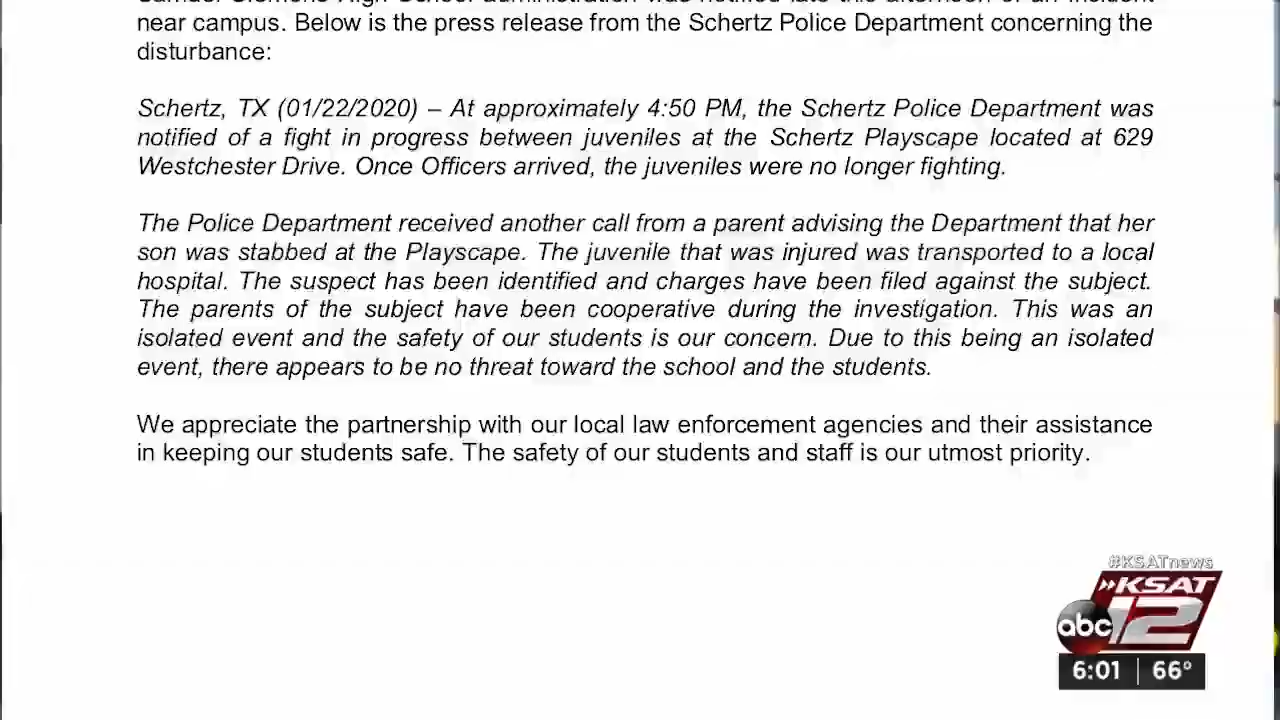 near campus. Below is the press release from the Schertz Police Department concerning the
disturbance:
Schertz, TX (01/22/2020) – At approximately 4:50 PM, the Schertz Police Department was
notified of a fight in progress between juveniles at the Schertz Playscape located at 629
Westchester Drive. Once Officers arrived, the juveniles were no longer fighting.
The Police Department received another call from a parent advising the Department that her
son was stabbed at the Playscape. The juvenile that was injured was transported to a local
hospital. The suspect has been identified and charges have been filed against the subject.
The parents of the subject have been cooperative during the investigation. This was an
isolated event and the safety of our students is our concern. Due to this being an isolated
event, there appears to be no threat toward the school and the students.
We appreciate the partnership with our local law enforcement agencies and their assistance
in keeping our students safe. The safety of our students and staff is our utmost priority.
#KSATnews
KSAT
abc 12
6:01 66°